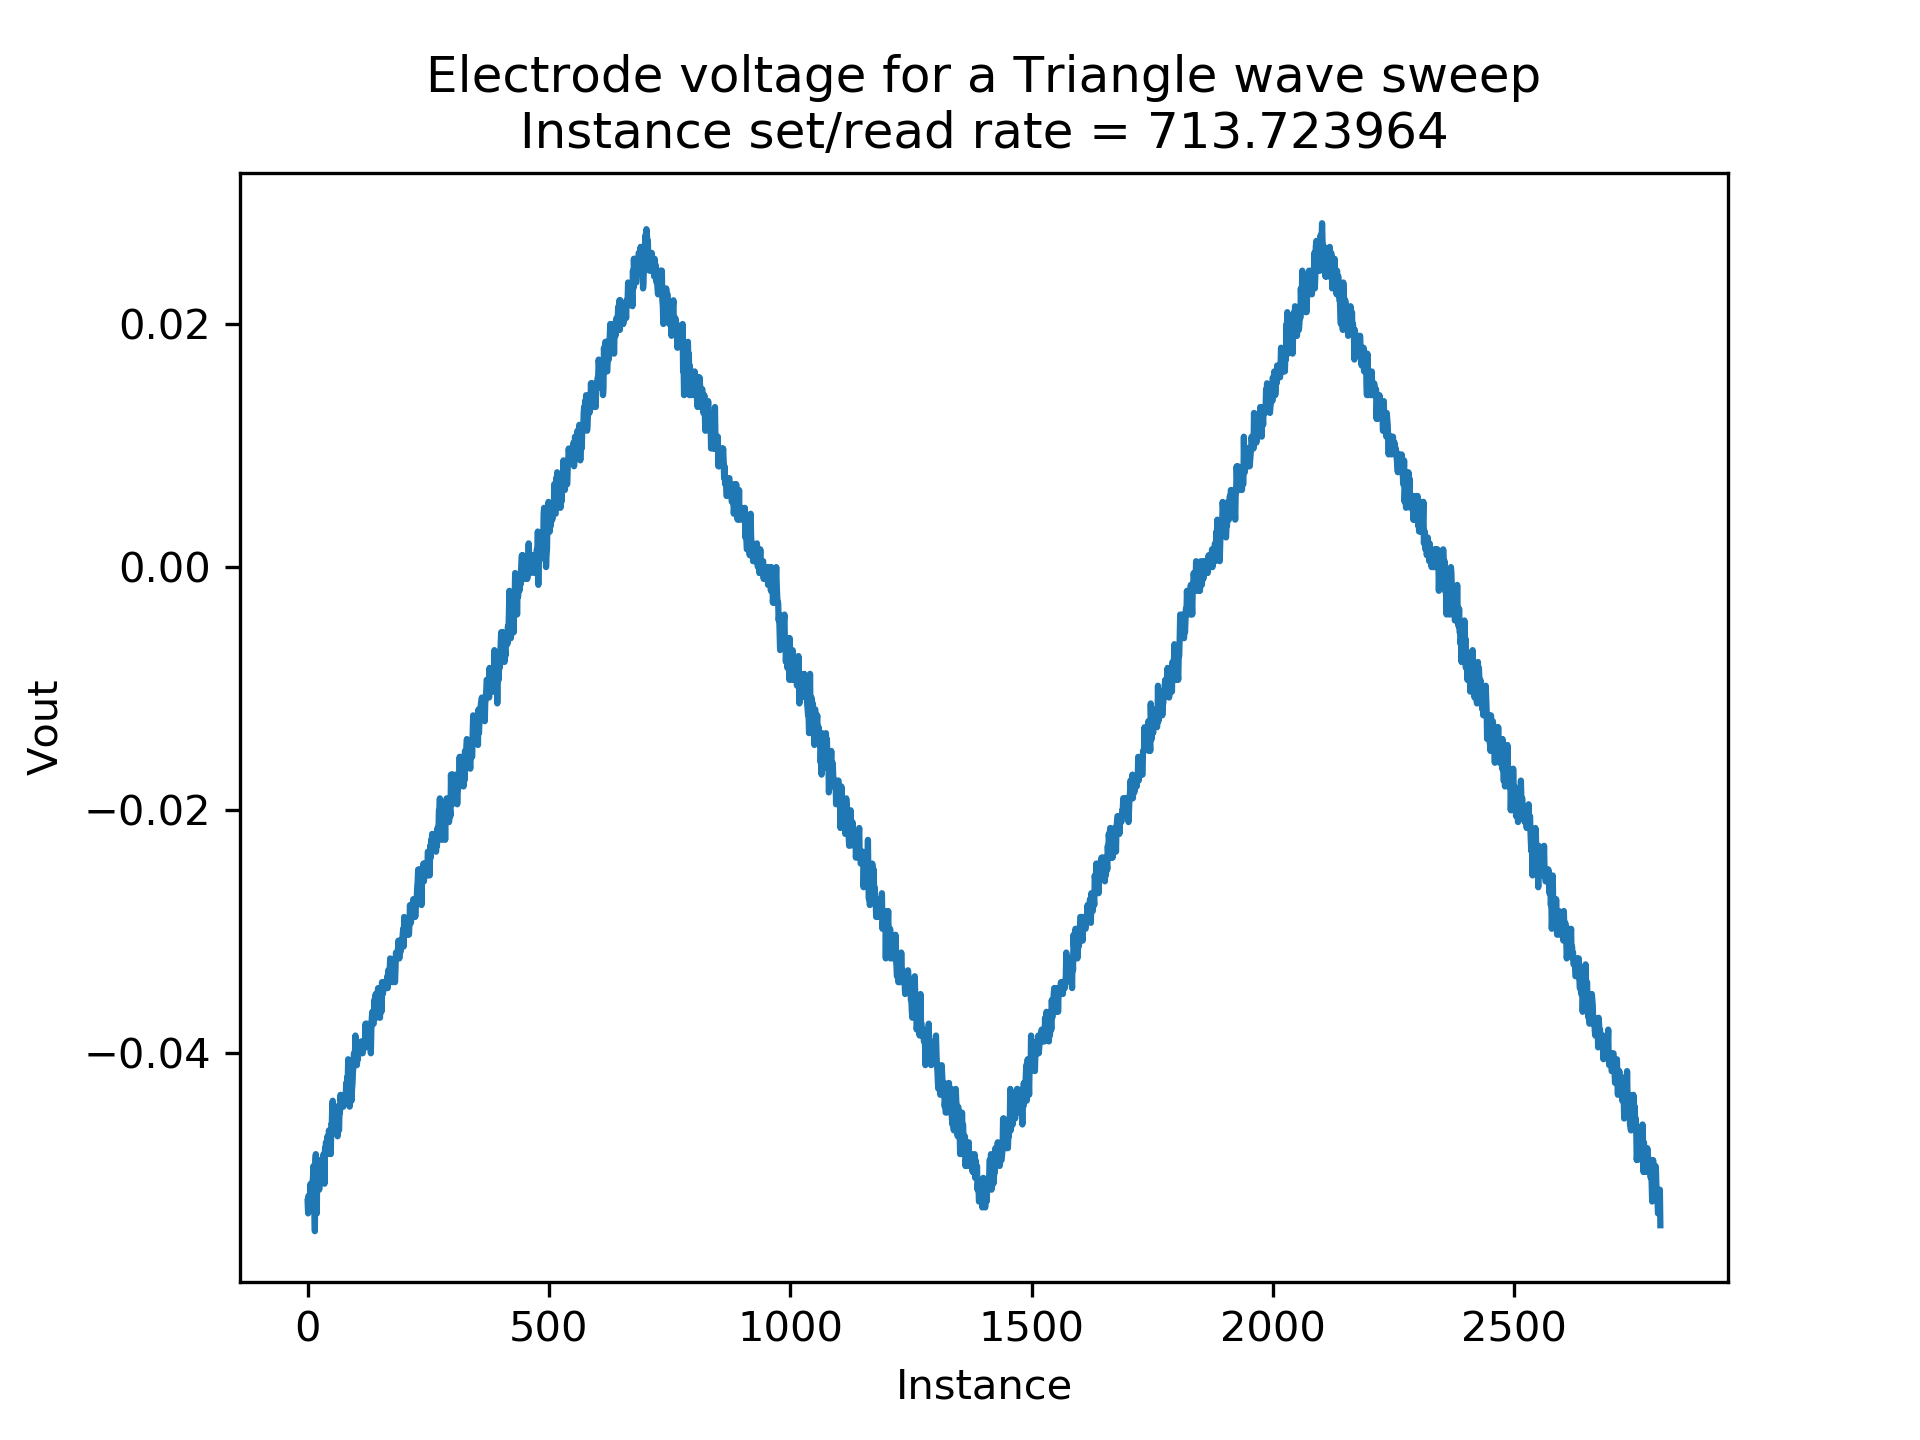 Electrode voltage for a Triangle wave sweep
Instance set/read rate = 713.723964
0.02
0.00
−0.02
−0.04
Vout
0 500 1000 1500 2000 2500
Instance